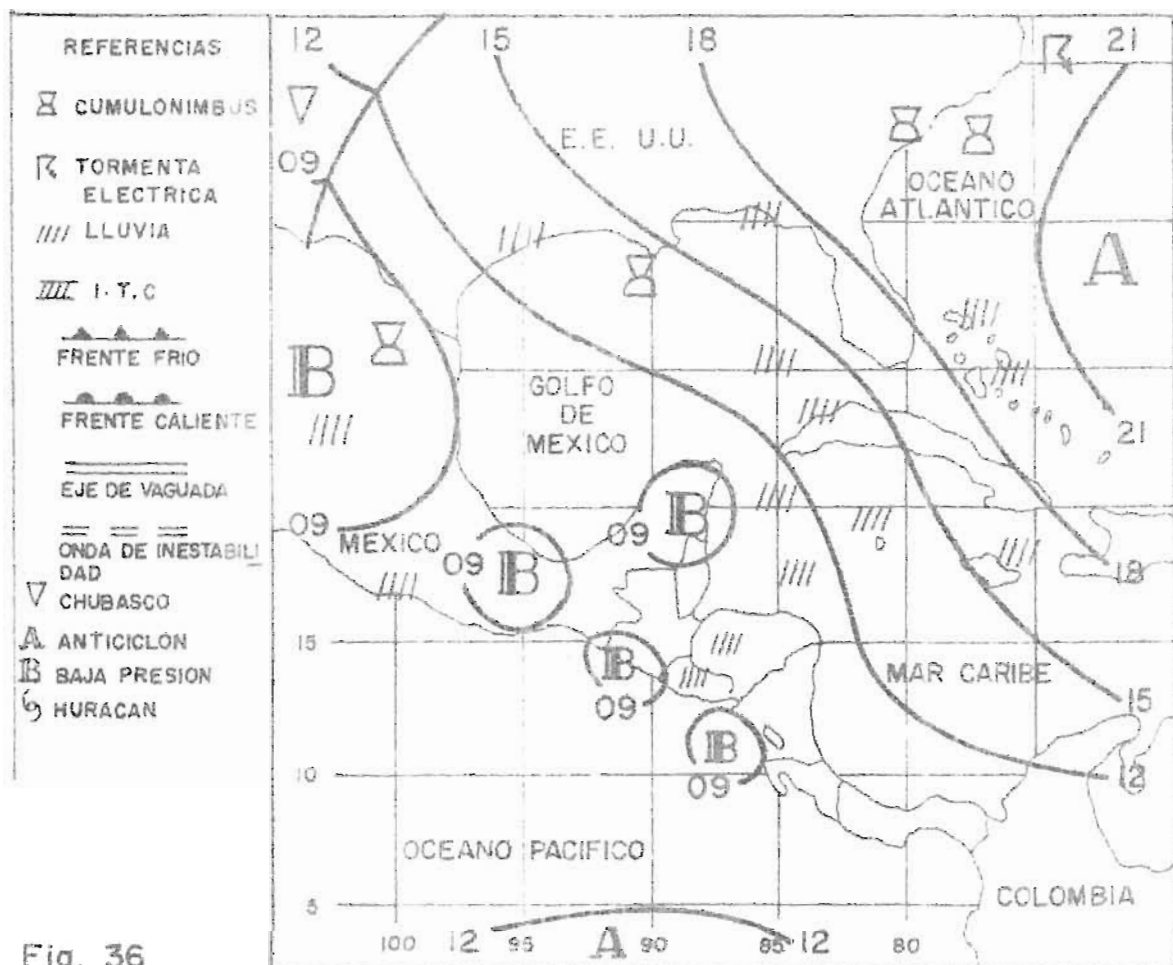 REFERENCIAS
CUMULONIMBUS
TORMENTA
ELECTRICA
LLUVIA
I.T.C
FRENTE FRIO
FRENTE CALIENTE
EJE DE VAGUADA
ONDA DE INESTABILI
DAD
CHUBASCO
A ANTICICLÓN
B BAJA PRESION
HURACAN
12
15
18
21
09
E.E. U.U.
OCEANO
ATLANTICO
A
B
GOLFO
DE
MEXICO
21
09
MEXICO
09
B
09
B
18
15
B
09
MAR CARIBE
15
B
09
10
12
OCEANO PACIFICO
COLOMBIA
5
100
12
95
90
A
85
12
80
Fig. 36